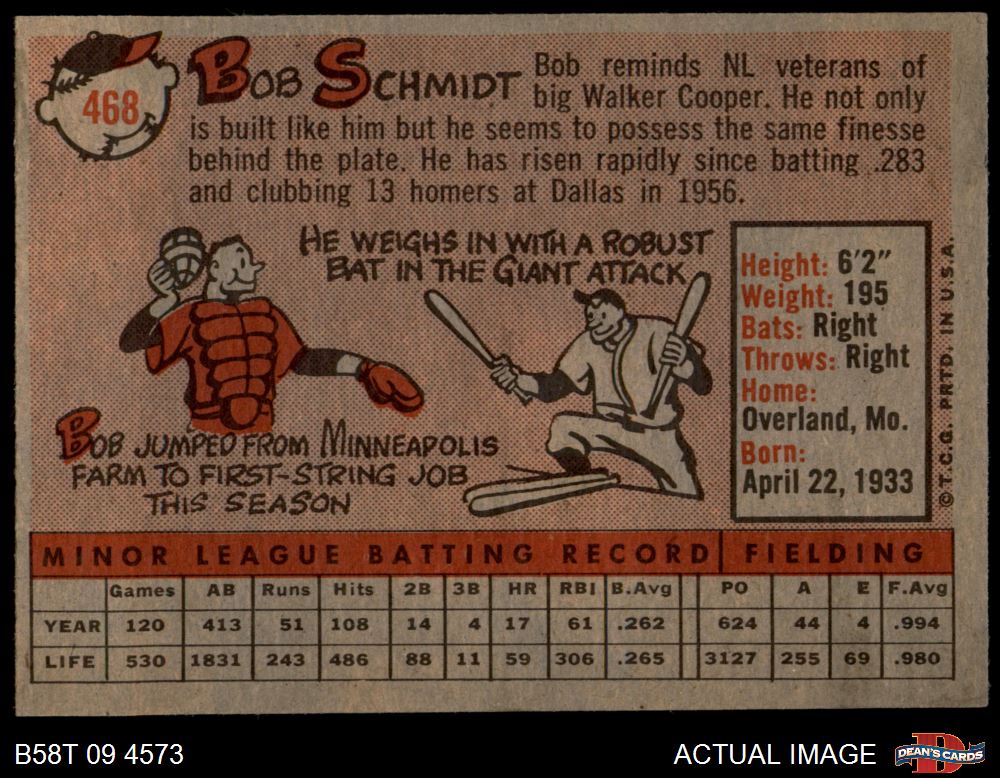 468
BOB SCHMIDT
Bob reminds NL veterans of
big Walker Cooper. He not only
is built like him but he seems to possess the same finesse
behind the plate. He has risen rapidly since batting .283
and clubbing 13 homers at Dallas in 1956.
HE WEIGHS IN WITH A ROBUST
BAT IN THE GIANT ATTACK
BOB JUMPED FROM MINNEAPOLIS
FARM TO FIRST-STRING JOB
THIS SEASON
Height: 6'2"
Weight: 195
Bats: Right
Throws: Right
Home:
Overland, Mo.
Born:
April 22, 1933
© T.C.G. PRTD. IN U.S.A.
MINOR LEAGUE BATTING RECORD FIELDING
Games AB Runs Hits 2B 3B HR RBI B.Avg PO A E F.Avg
YEAR 120 413 51 108 14 4 17 61 .262 624 44 4 .994
LIFE 530 1831 243 486 88 11 59 306 .265 3127 255 69 .980
B58T 09 4573
ACTUAL IMAGE
D
DEAN'S CARDS